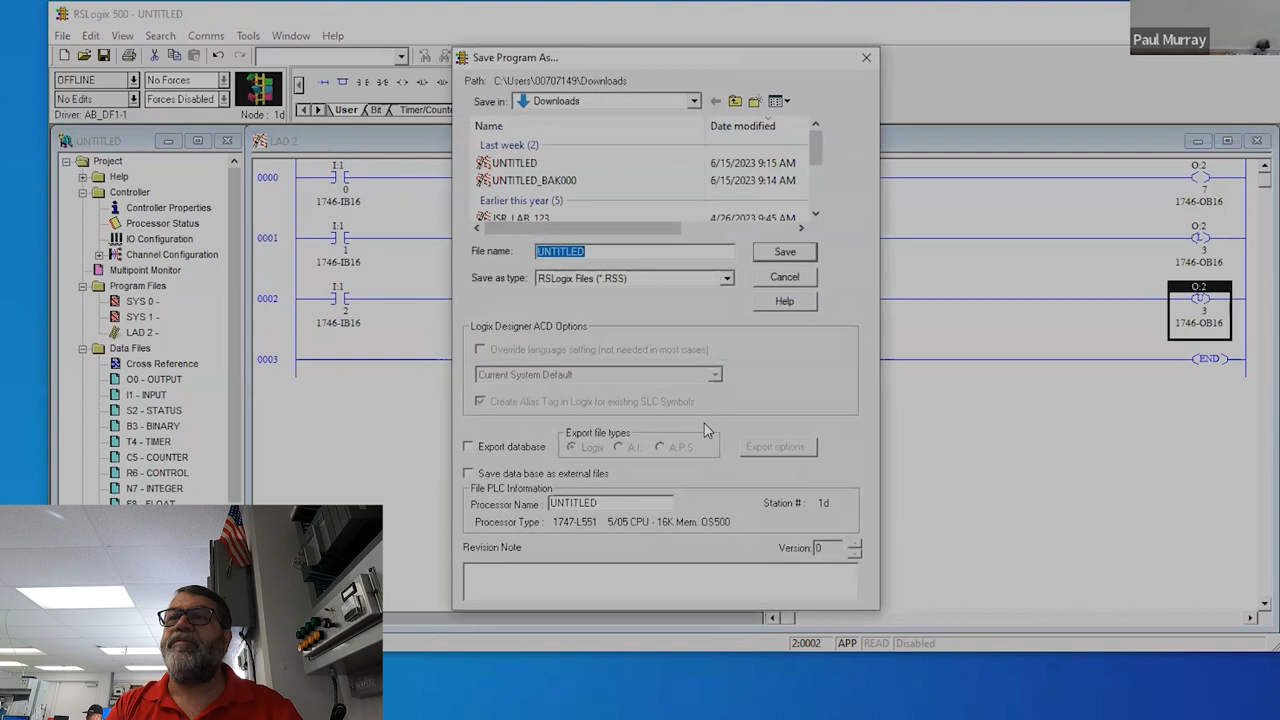 RSLogix 500 - UNTITLED
Paul Murray
File Edit View Search Comms Tools Window Help
OFFLINE No Forces
No Edits Forces Disabled
Driver: AB_DF1-1 Node : 1d
User Bit Timer/Counte
UNTITLED
Project
Help
Controller
Controller Properties
Processor Status
IO Configuration
Channel Configuration
Multipoint Monitor
Program Files
SYS 0 -
SYS 1 -
LAD 2 -
Data Files
Cross Reference
O0 - OUTPUT
I1 - INPUT
S2 - STATUS
B3 - BINARY
T4 - TIMER
C5 - COUNTER
R6 - CONTROL
N7 - INTEGER
F8 - FLOAT
LAD 2
0000
I:1
0
1746-IB16
O:2
7
1746-OB16
0001
I:1
1
1746-IB16
O:2
L
3
1746-OB16
0002
I:1
2
1746-IB16
O:2
U
3
1746-OB16
0003
END
Save Program As...
Path: C:\Users\00707149\Downloads
Save in: Downloads
Name Date modified
Last week (2)
UNTITLED 6/15/2023 9:15 AM
UNTITLED_BAK000 6/15/2023 9:14 AM
Earlier this year (5)
ISR_LAB_123 4/26/2023 9:45 AM
File name: UNTITLED Save
Save as type: RSLogix Files (*.RSS) Cancel
Help
Logix Designer ACD Options
Override language setting (not needed in most cases)
Current System Default
Create Alias Tag in Logix for existing SLC Symbols
Export database
Export file types
Logix A.I. A.P.S.
Export options
Save data base as external files
File PLC Information
Processor Name : UNTITLED Station # : 1d
Processor Type : 1747-L551 5/05 CPU - 16K Mem. OS500
Revision Note Version: 0
2:0002 APP READ Disabled